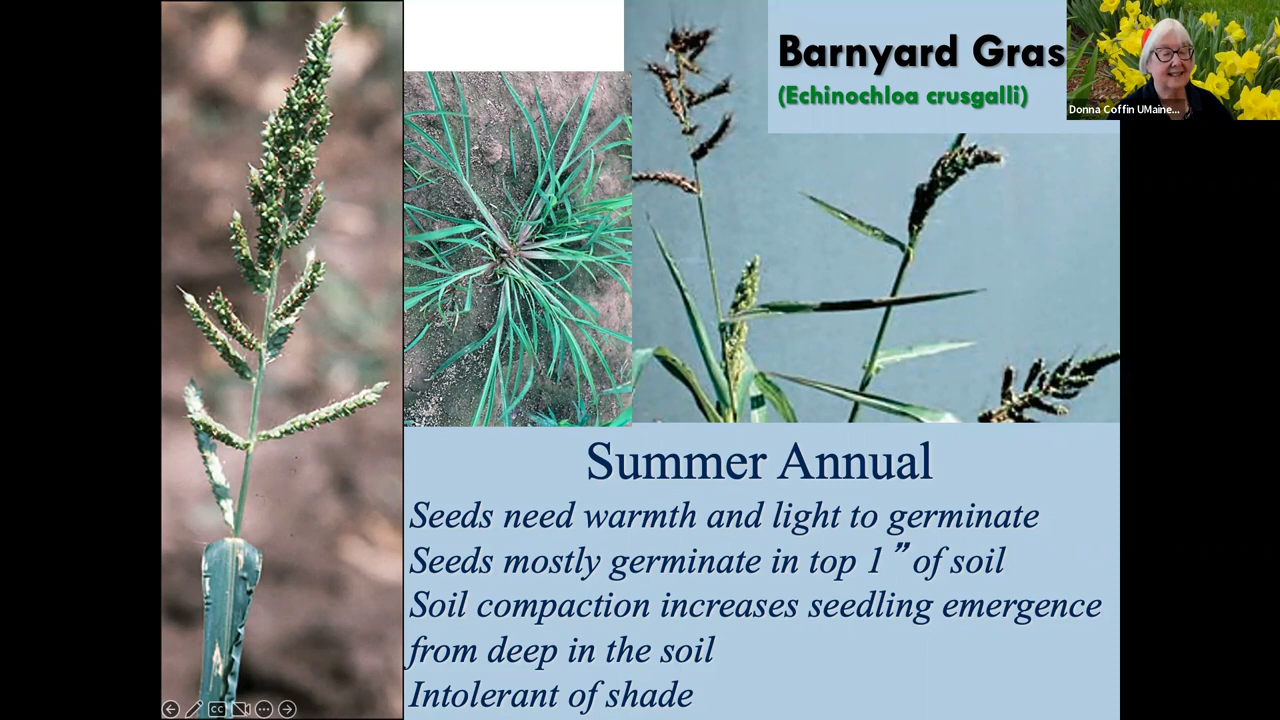 Barnyard Gras
(Echinochloa crusgalli)
Donna Coffin UMaine...
Summer Annual
Seeds need warmth and light to germinate
Seeds mostly germinate in top 1” of soil
Soil compaction increases seedling emergence
from deep in the soil
Intolerant of shade
CC